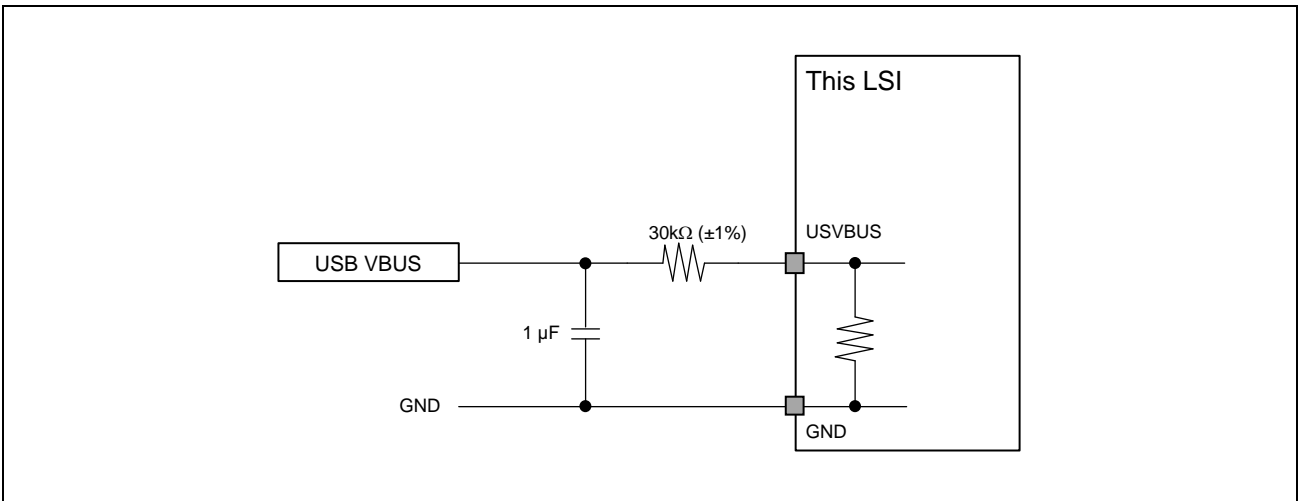 This LSI
30kΩ (±1%)
USVBUS
USB VBUS
1 µF
GND
GND